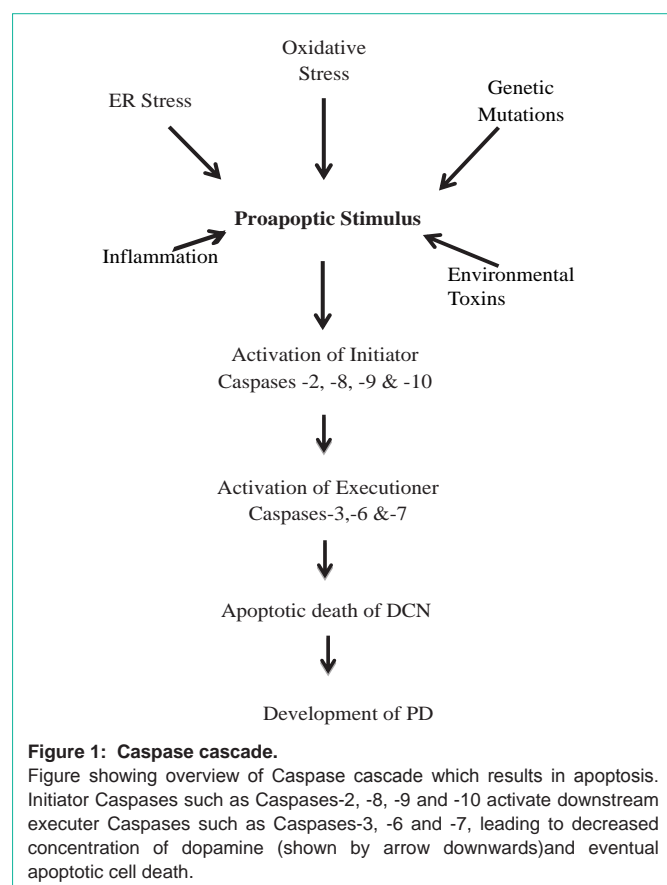 Oxidative
Stress
ER Stress
Genetic
Mutations
Proapoptic Stimulus
Inflammation
Environmental
Toxins
Activation of Initiator
Caspases -2, -8, -9 & -10
Activation of Executioner
Caspases-3,-6 &-7
Apoptotic death of DCN
Development of PD
Figure 1: Caspase cascade.
Figure showing overview of Caspase cascade which results in apoptosis.
Initiator Caspases such as Caspases-2, -8, -9 and -10 activate downstream
executer Caspases such as Caspases-3, -6 and -7, leading to decreased
concentration of dopamine (shown by arrow downwards)and eventual
apoptotic cell death.